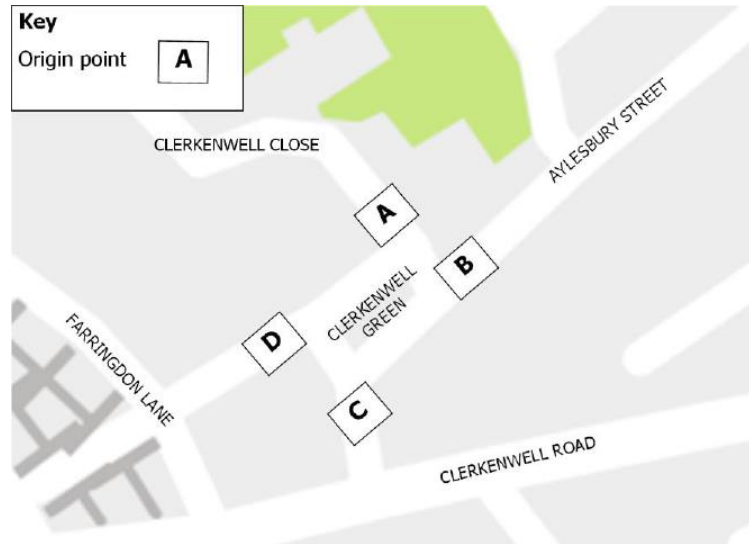 Key
Origin point A
CLERKENWELL CLOSE
AYLESBURY STREET
A
B
CLERKENWELL
GREEN
D
FARRINGDON LANE
C
CLERKENWELL ROAD